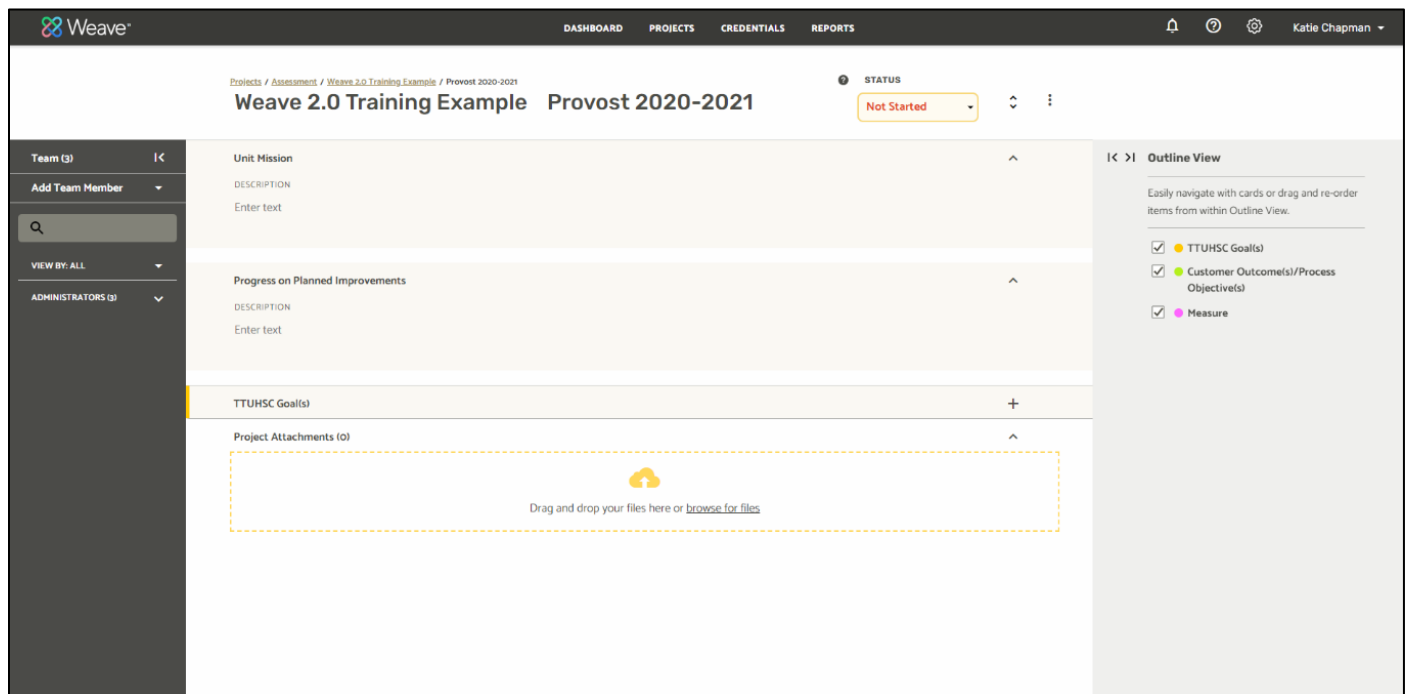 Weave™
DASHBOARD PROJECTS CREDENTIALS REPORTS
Katie Chapman
Projects / Assessment / Weave 2.0 Training Example / Provost 2020-2021
Weave 2.0 Training Example Provost 2020-2021
STATUS
Not Started
Team (3)
Add Team Member
VIEW BY: ALL
ADMINISTRATORS (3)
Unit Mission
DESCRIPTION
Enter text
Progress on Planned Improvements
DESCRIPTION
Enter text
TTUHSC Goal(s)
Project Attachments (0)
Drag and drop your files here or browse for files
Outline View
Easily navigate with cards or drag and re-order
items from within Outline View.
TTUHSC Goal(s)
Customer Outcome(s)/Process
Objective(s)
Measure